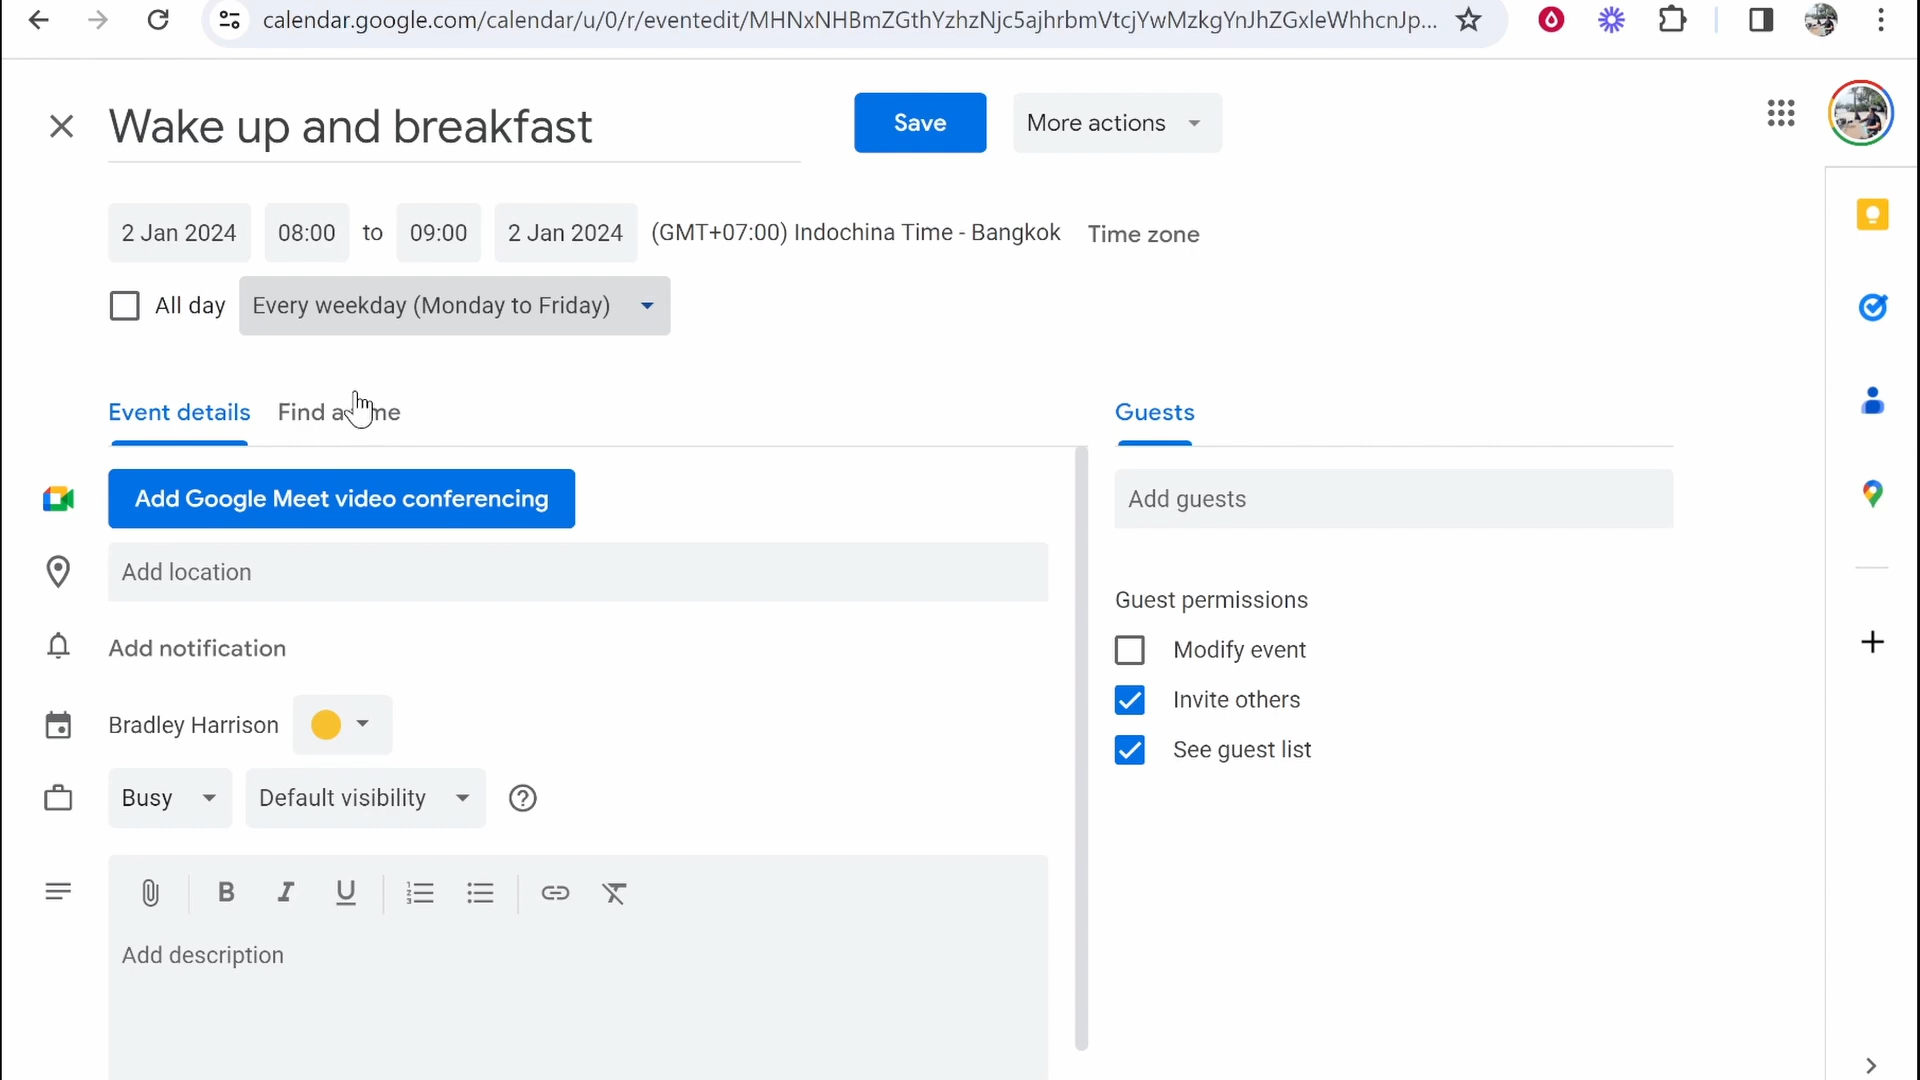 calendar.google.com/calendar/u/0/r/eventedit/MHNxNHBmZGthYzhzNjc5ajhrbmVtcjYwMzkgYnJhZGxleWhhcnJp...
Wake up and breakfast
Save
More actions
2 Jan 2024
08:00
to
09:00
2 Jan 2024
(GMT+07:00) Indochina Time - Bangkok
Time zone
All day
Every weekday (Monday to Friday)
Event details
Find a me
Guests
Add Google Meet video conferencing
Add guests
Add location
Guest permissions
Add notification
Modify event
Invite others
Bradley Harrison
See guest list
Busy
Default visibility
Add description